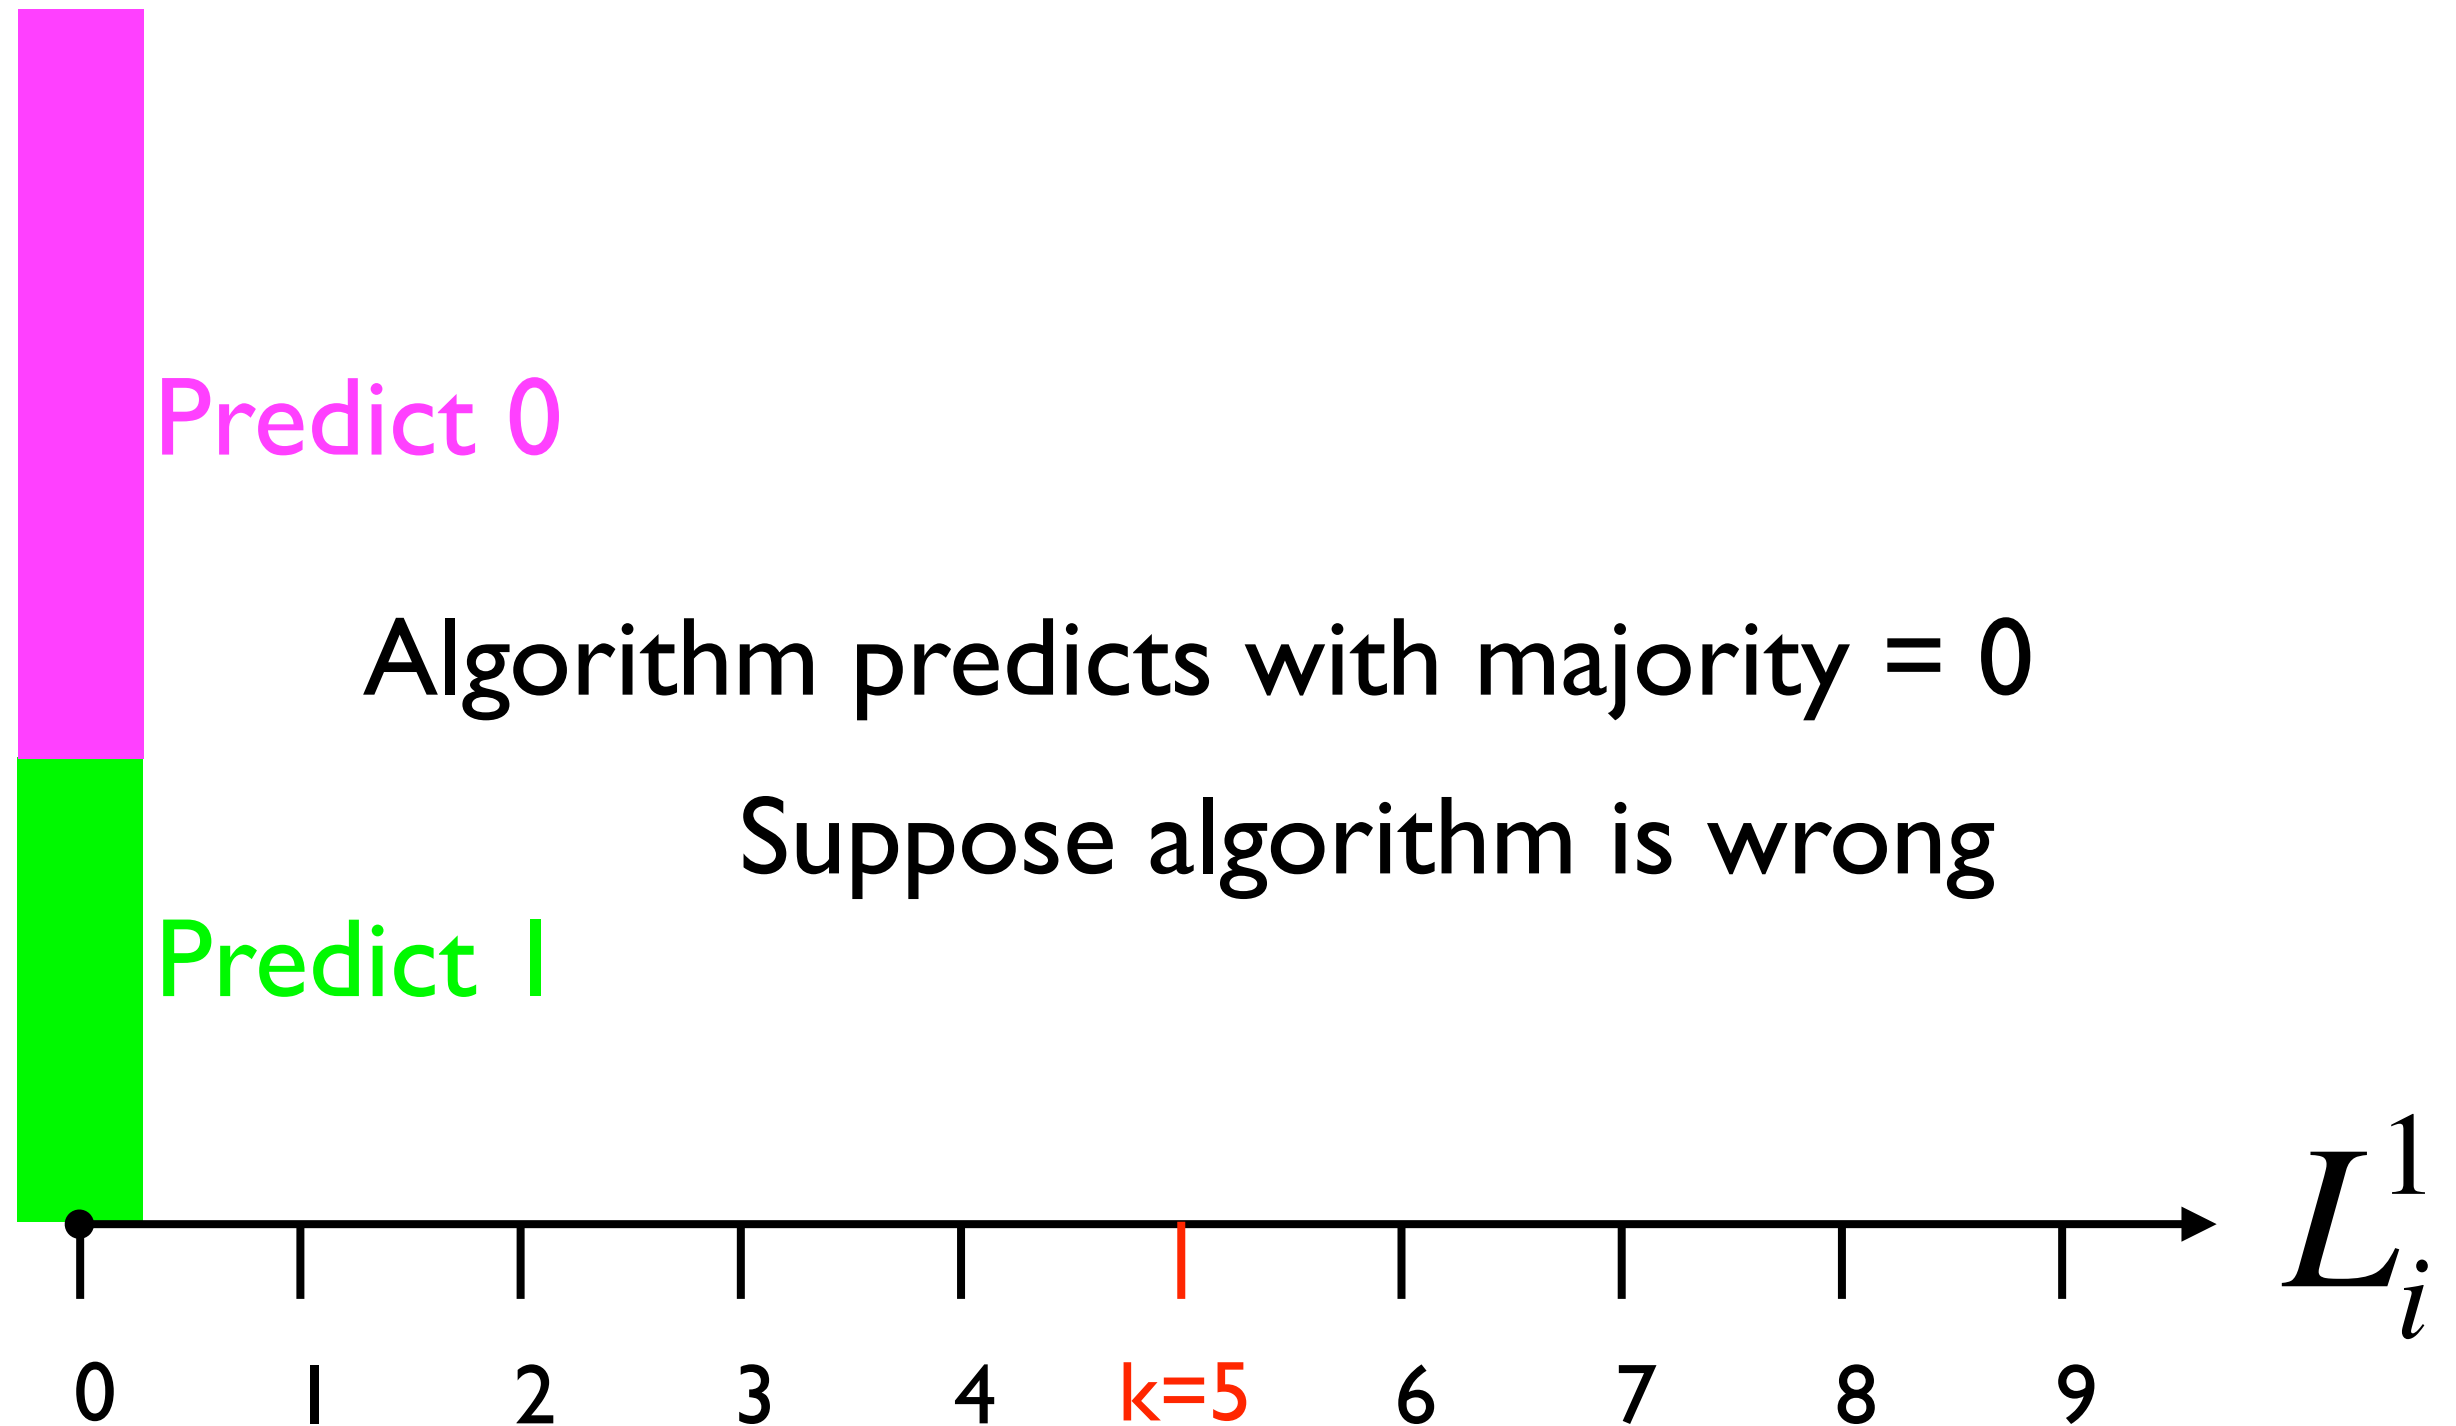 Predict 0
Algorithm predicts with majority = 0
Suppose algorithm is wrong
Predict 1
L_i^1
0 1 2 3 4 k=5 6 7 8 9